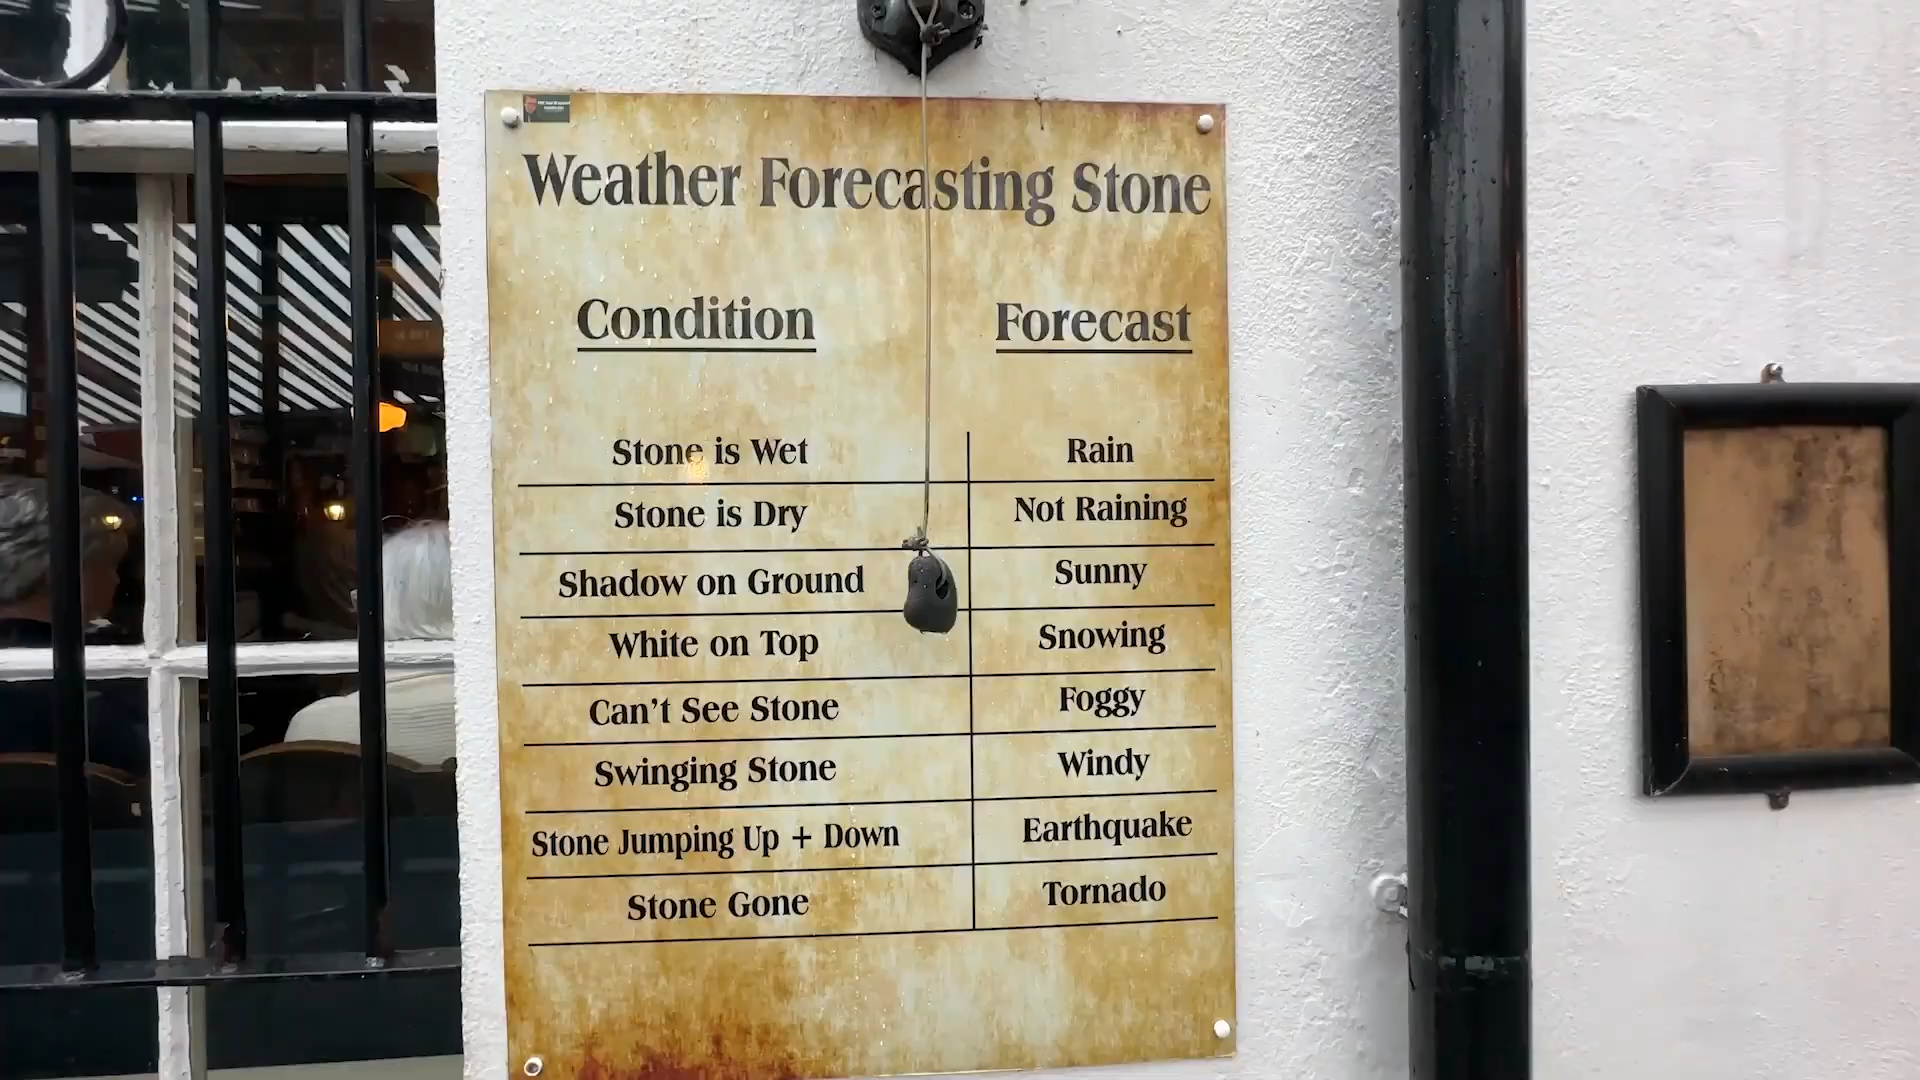 Weather Forecasting Stone
Condition Forecast
Stone is Wet Rain
Stone is Dry Not Raining
Shadow on Ground Sunny
White on Top Snowing
Can't See Stone Foggy
Swinging Stone Windy
Stone Jumping Up + Down Earthquake
Stone Gone Tornado